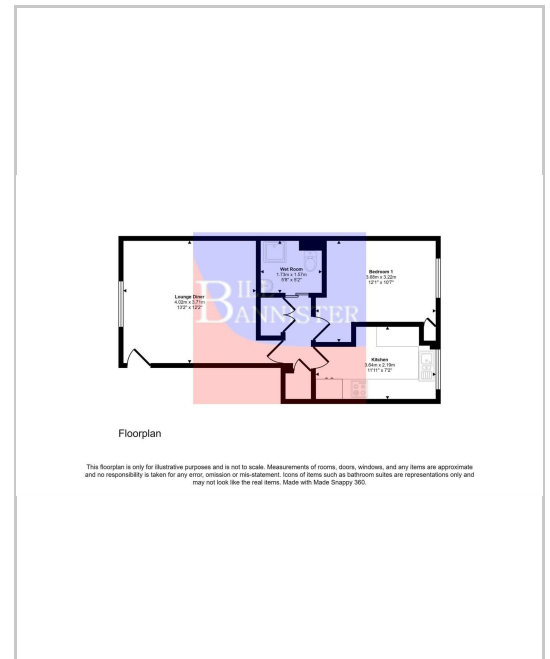 Wet Room
1.73m x 1.57m
5'8" x 5'2"
Bedroom 1
3.68m x 3.22m
12'1" x 10'7"
Lounge Diner
4.02m x 3.71m
13'2" x 12'2"
BILL
BANNISTER
Kitchen
3.64m x 2.19m
11'11" x 7'2"
Floorplan
This floorplan is only for illustrative purposes and is not to scale. Measurements of rooms, doors, windows, and any items are approximate
and no responsibility is taken for any error, omission or mis-statement. Icons of items such as bathroom suites are representations only and
may not look like the real items. Made with Made Snappy 360.